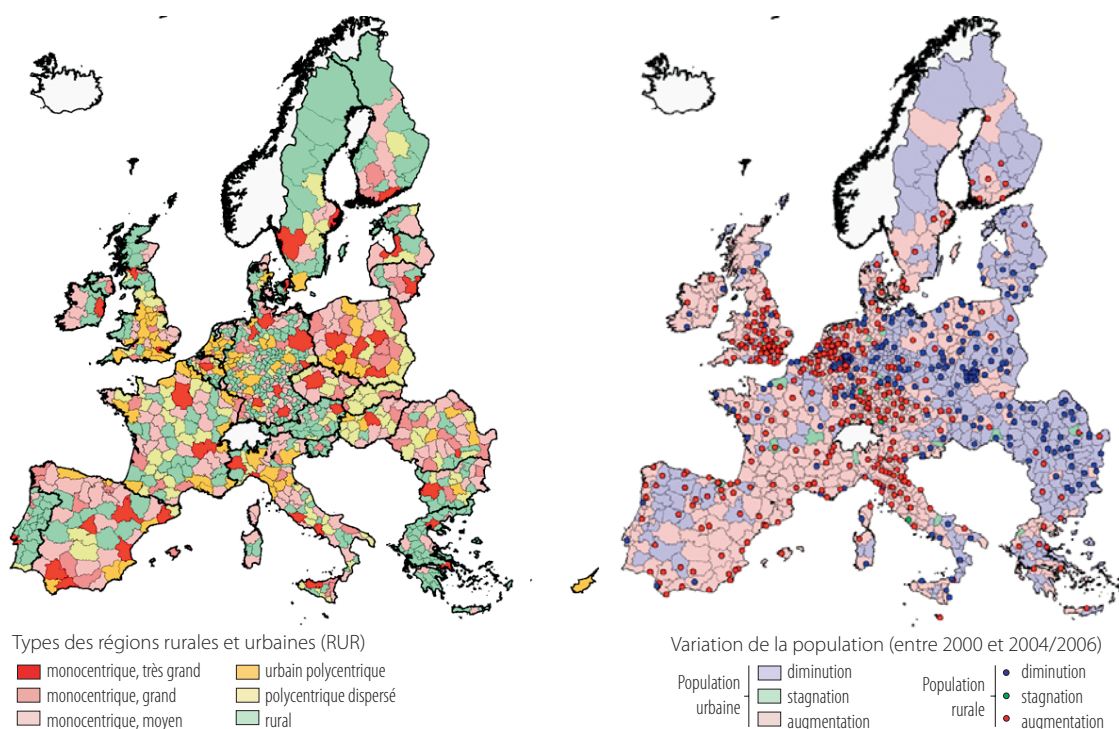 Types des régions rurales et urbaines (RUR)
monocentrique, très grand
monocentrique, grand
monocentrique, moyen
urbain polycentrique
polycentrique dispersé
rural
Variation de la population (entre 2000 et 2004/2006)
Population
urbaine
diminution
stagnation
augmentation
Population
rurale
diminution
stagnation
augmentation